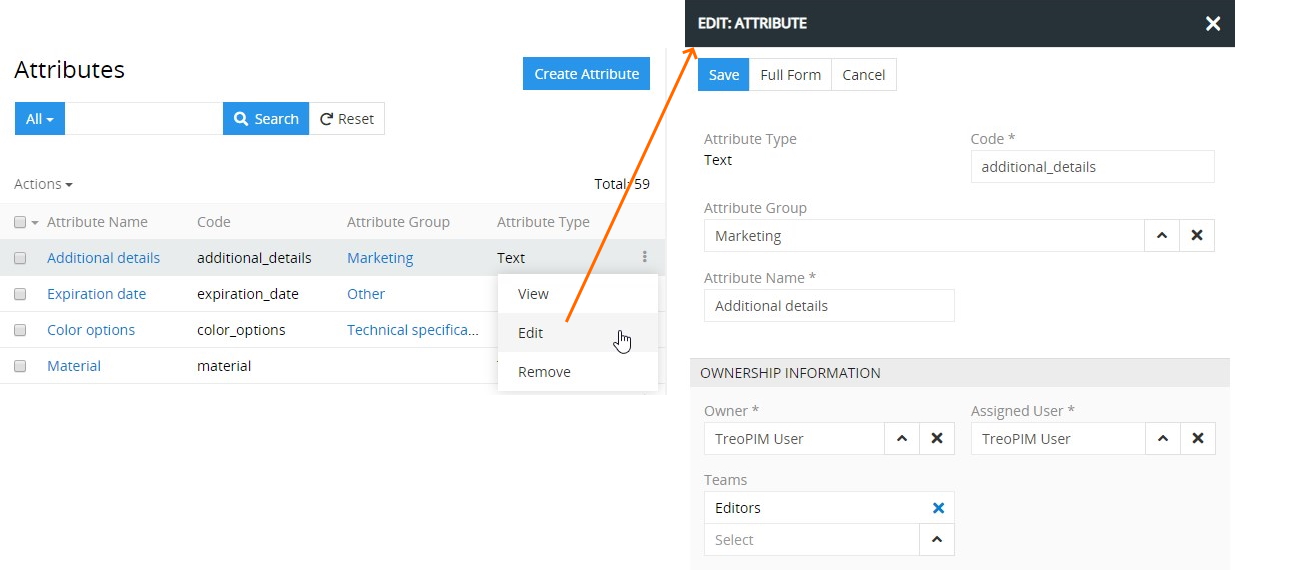 Attributes
Create Attribute
All
Search
Reset
Actions
Total: 59
Attribute Name Code Attribute Group Attribute Type
Additional details additional_details Marketing Text
Expiration date expiration_date Other
Color options color_options Technical specifica...
Material material
View
Edit
Remove
EDIT: ATTRIBUTE
Save Full Form Cancel
Attribute Type Code *
Text additional_details
Attribute Group
Marketing
Attribute Name *
Additional details
OWNERSHIP INFORMATION
Owner * Assigned User *
TreoPIM User TreoPIM User
Teams
Editors
Select